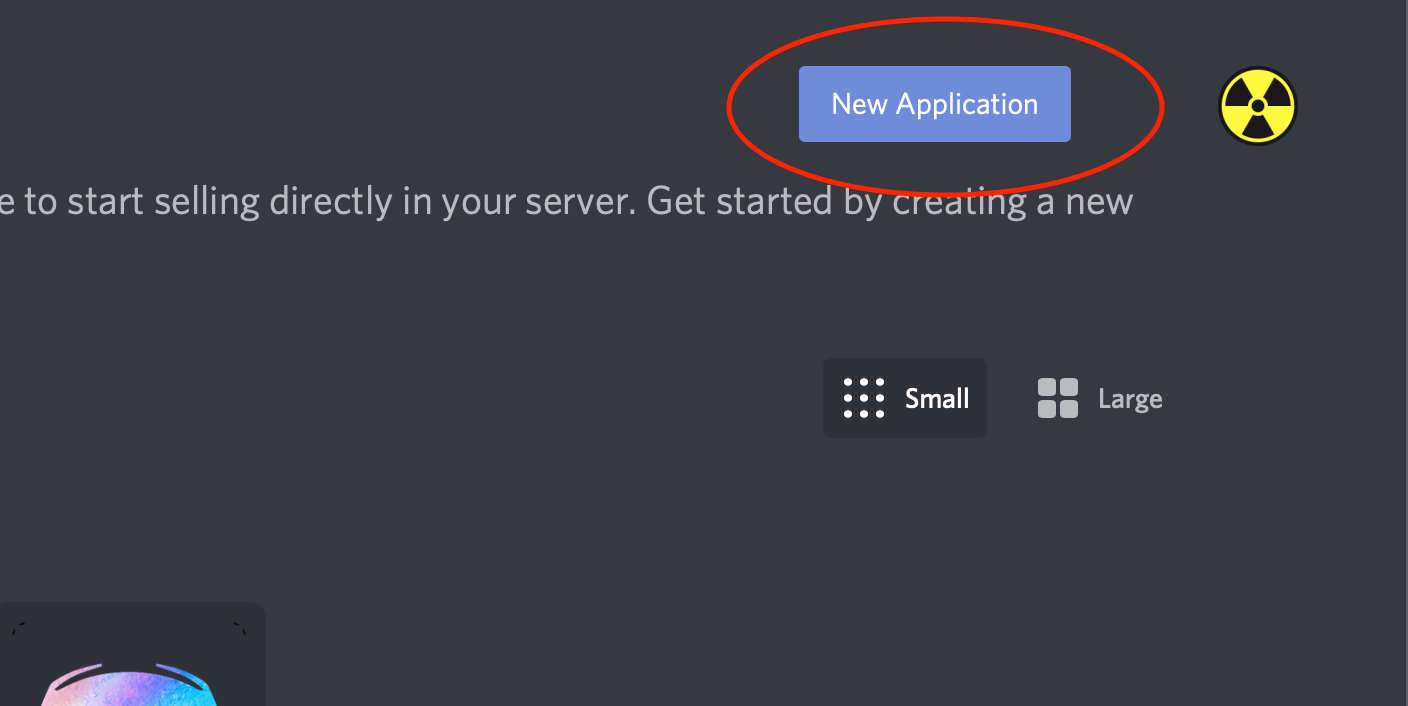 New Application
e to start selling directly in your server. Get started by creating a new
Small
Large